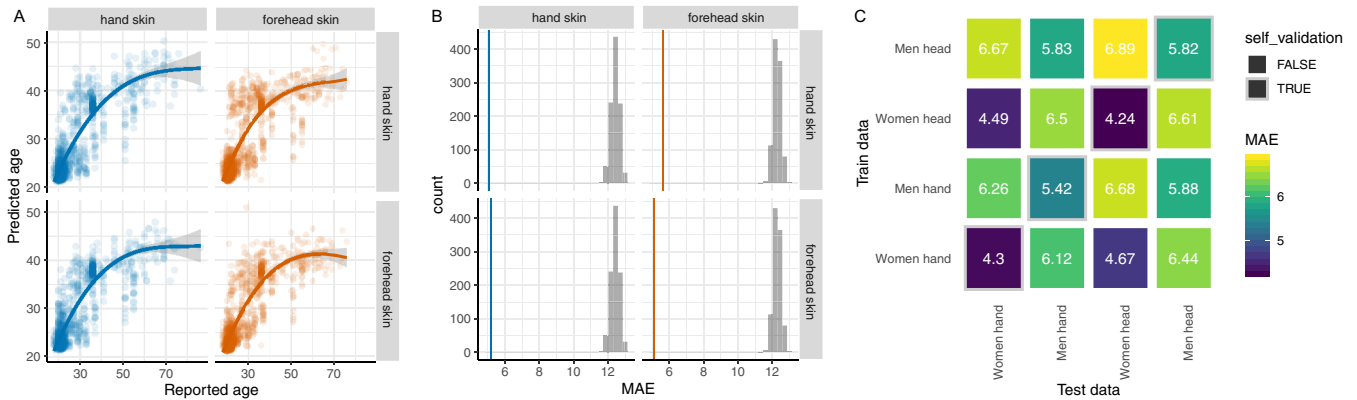 A
hand skin
forehead skin
50
40
30
20
hand skin
50
40
30
20
forehead skin
30
50
70
30
50
70
Predicted age
Reported age
B
hand skin
forehead skin
400
300
200
100
0
hand skin
400
300
200
100
0
forehead skin
6
8
10
12
6
8
10
12
count
MAE
C
Men head
6.67
5.83
6.89
5.82
Women head
4.49
6.5
4.24
6.61
Men hand
6.26
5.42
6.68
5.88
Women hand
4.3
6.12
4.67
6.44
Women hand
Men hand
Women head
Men head
Train data
Test data
self_validation
FALSE
TRUE
MAE
6
5